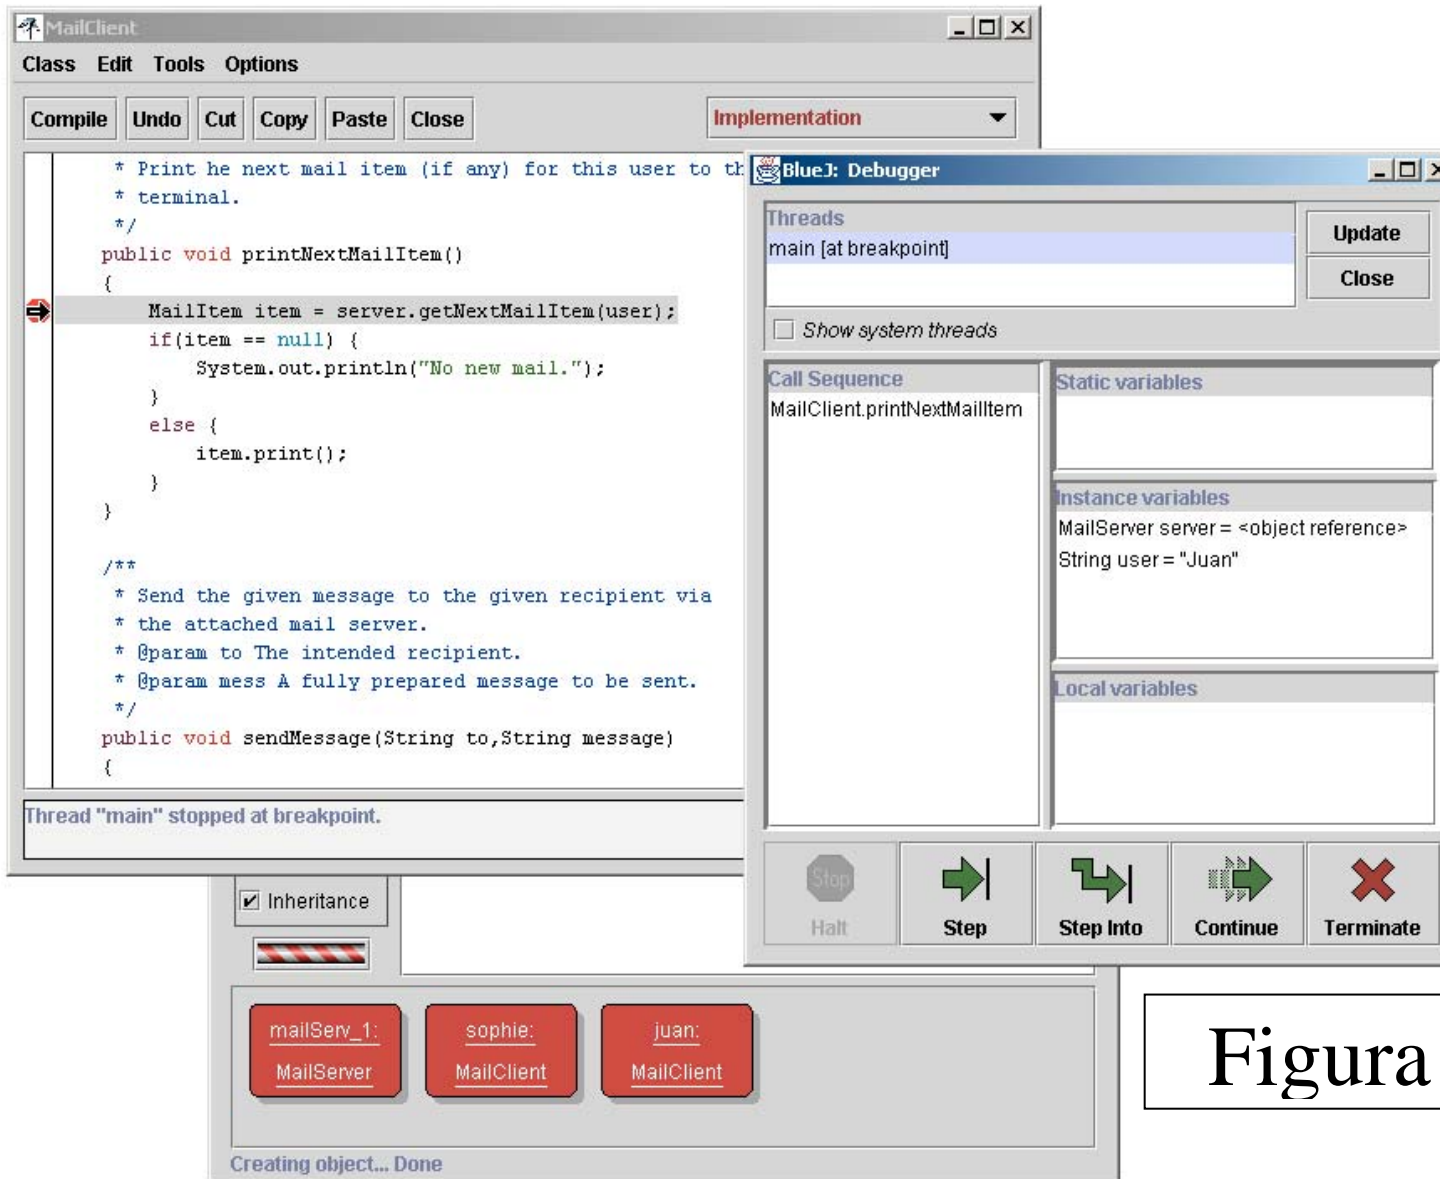 MailClient
Class Edit Tools Options
Compile Undo Cut Copy Paste Close Implementation
* Print he next mail item (if any) for this user to th
* terminal.
*/
public void printNextMailItem()
{
MailItem item = server.getNextMailItem(user);
if(item == null) {
System.out.println("No new mail.");
}
else {
item.print();
}
}
/**
* Send the given message to the given recipient via
* the attached mail server.
* @param to The intended recipient.
* @param mess A fully prepared message to be sent.
*/
public void sendMessage(String to,String message)
{
Thread "main" stopped at breakpoint.
BlueJ: Debugger
Threads
main [at breakpoint]
Update
Close
Show system threads
Call Sequence
MailClient.printNextMailItem
Static variables
Instance variables
MailServer server = <object reference>
String user = "Juan"
Local variables
Stop
Halt Step Step Into Continue Terminate
Inheritance
mailServ_1:
MailServer
sophie:
MailClient
juan:
MailClient
Creating object... Done
Figura